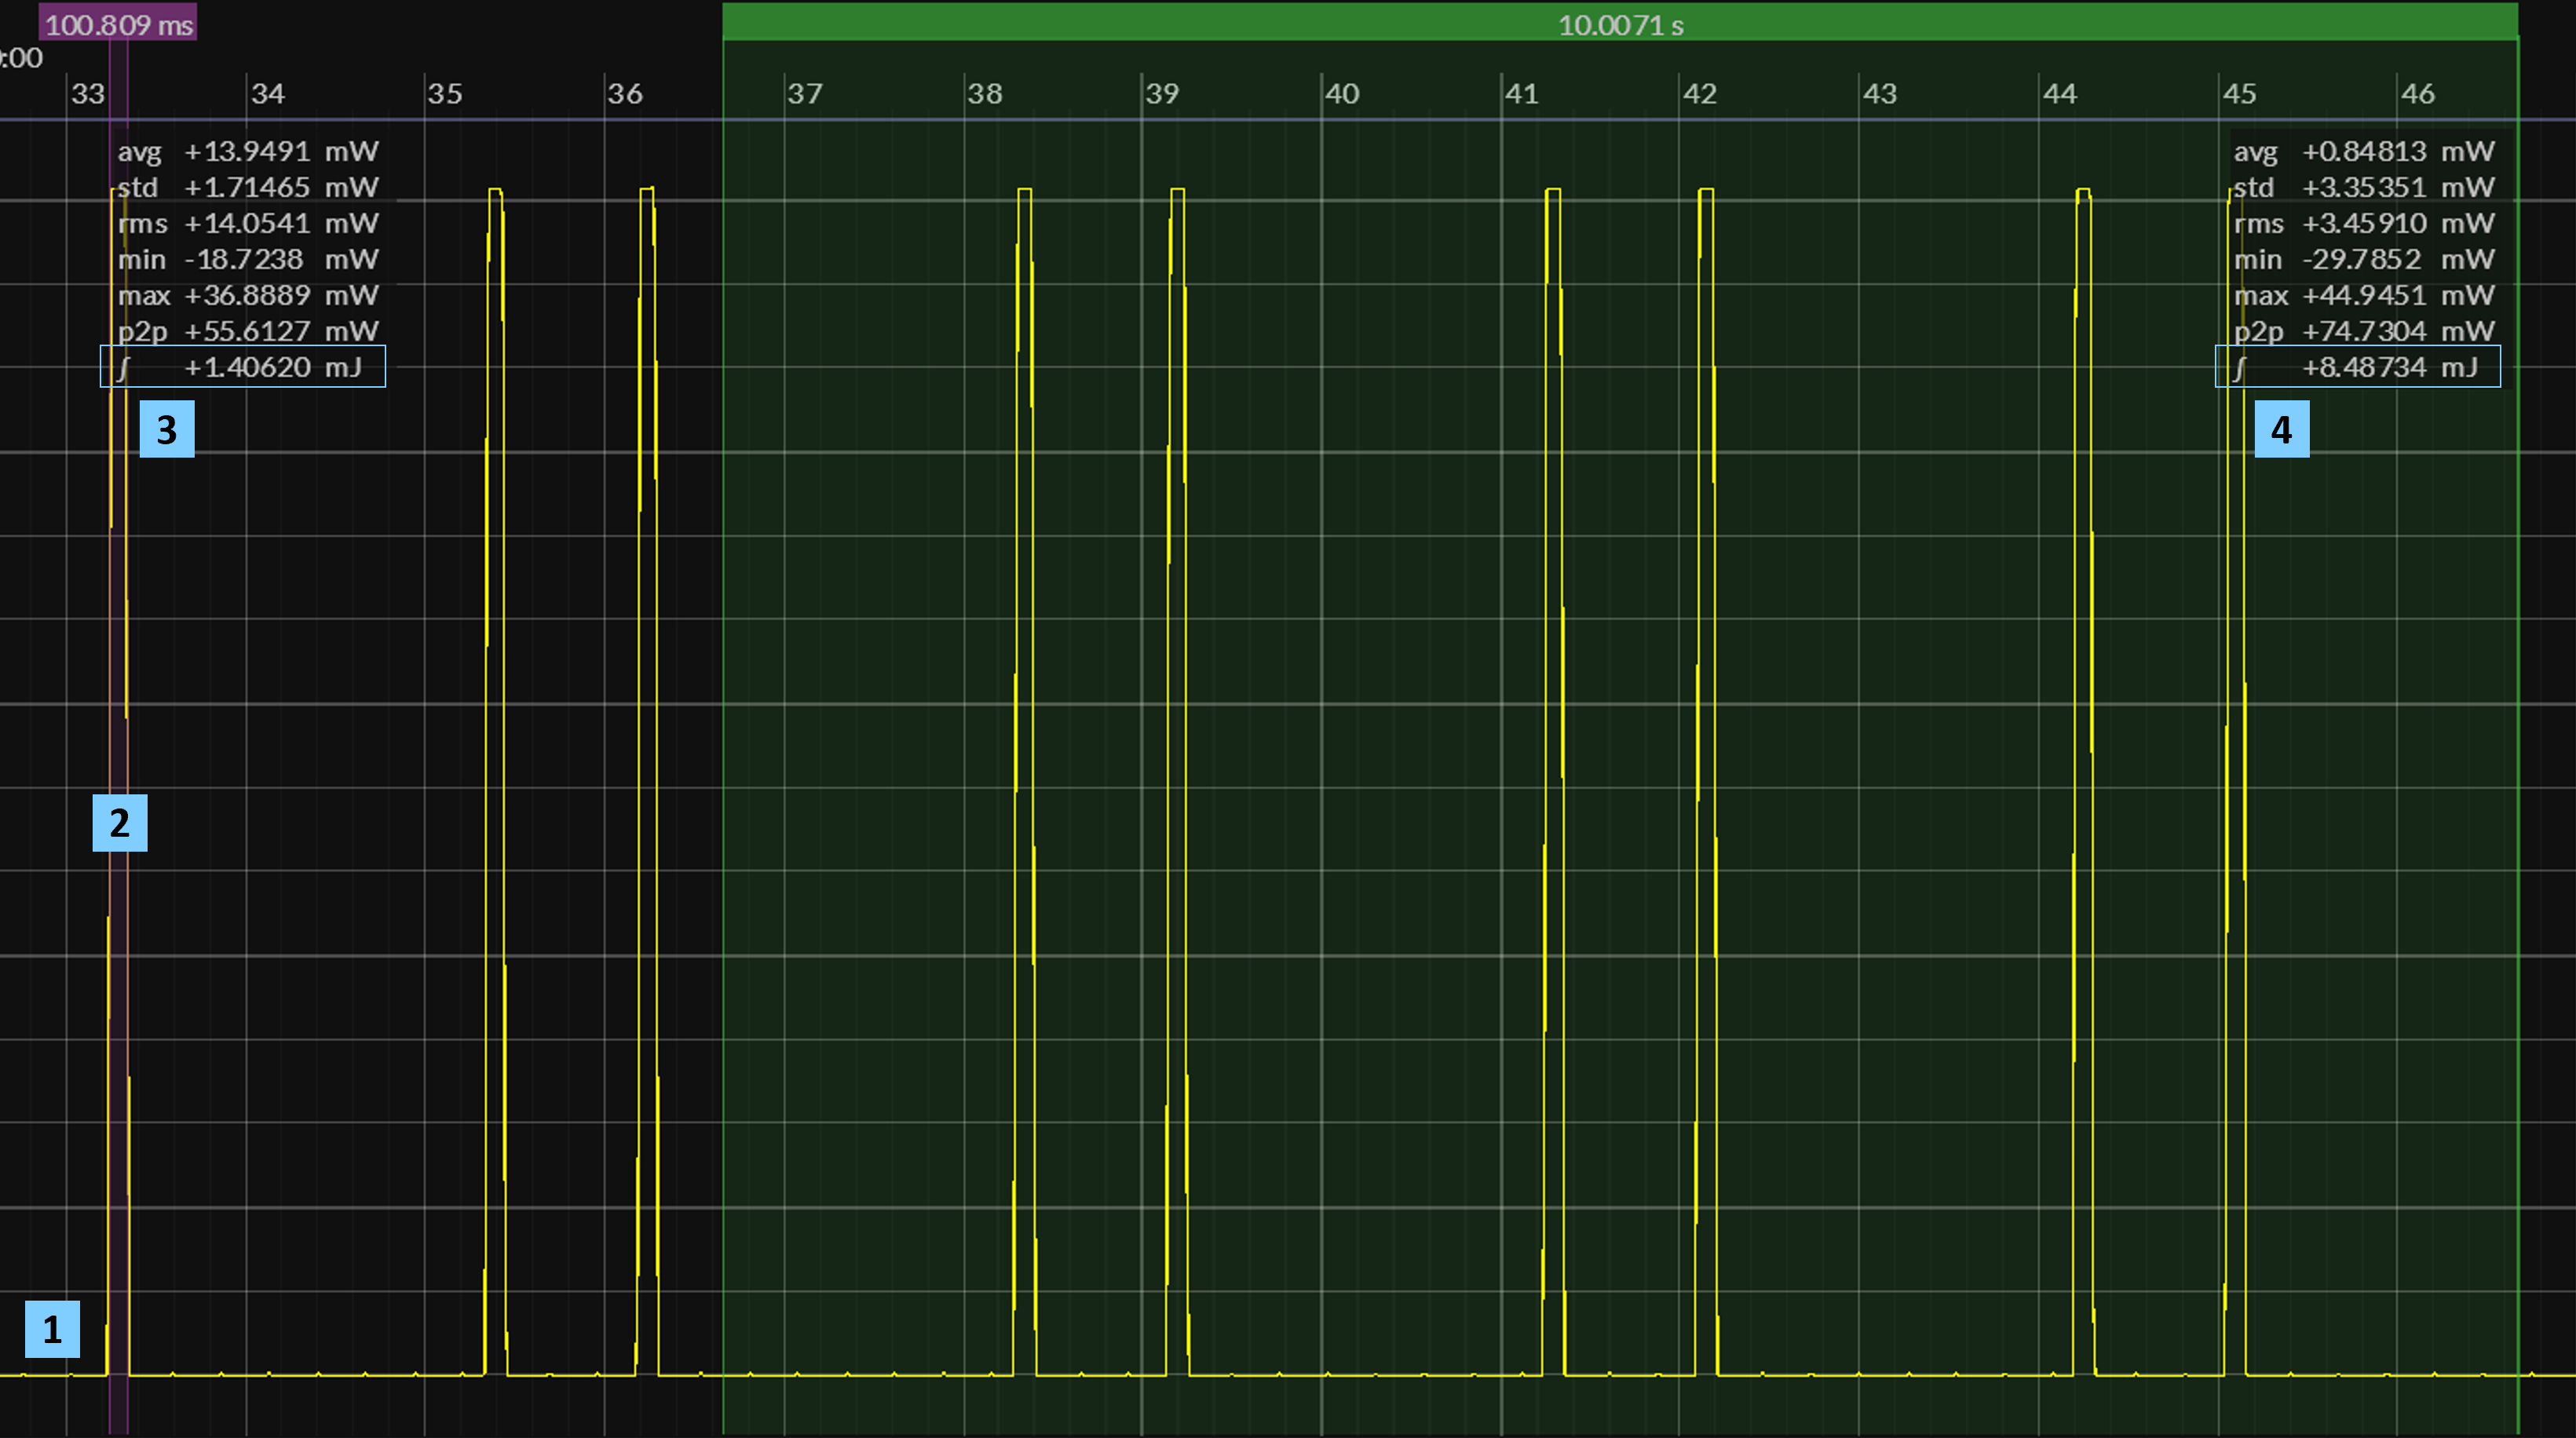 100.809 ms
10.0071 s
:00
33 34 35 36 37 38 39 40 41 42 43 44 45 46
avg +13.9491 mW
std +1.71465 mW
rms +14.0541 mW
min -18.7238 mW
max +36.8889 mW
p2p +55.6127 mW
∫ +1.40620 mJ
3
avg +0.84813 mW
std +3.35351 mW
rms +3.45910 mW
min -29.7852 mW
max +44.9451 mW
p2p +74.7304 mW
∫ +8.48734 mJ
4
2
1